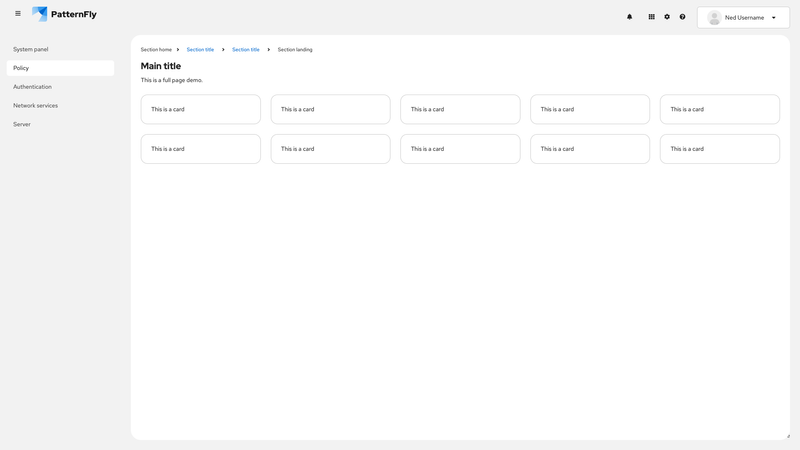 PatternFly
Ned Username
System panel
Policy
Authentication
Network services
Server
Section home Section title Section title Section landing
Main title
This is a full page demo.
This is a card This is a card This is a card This is a card This is a card
This is a card This is a card This is a card This is a card This is a card